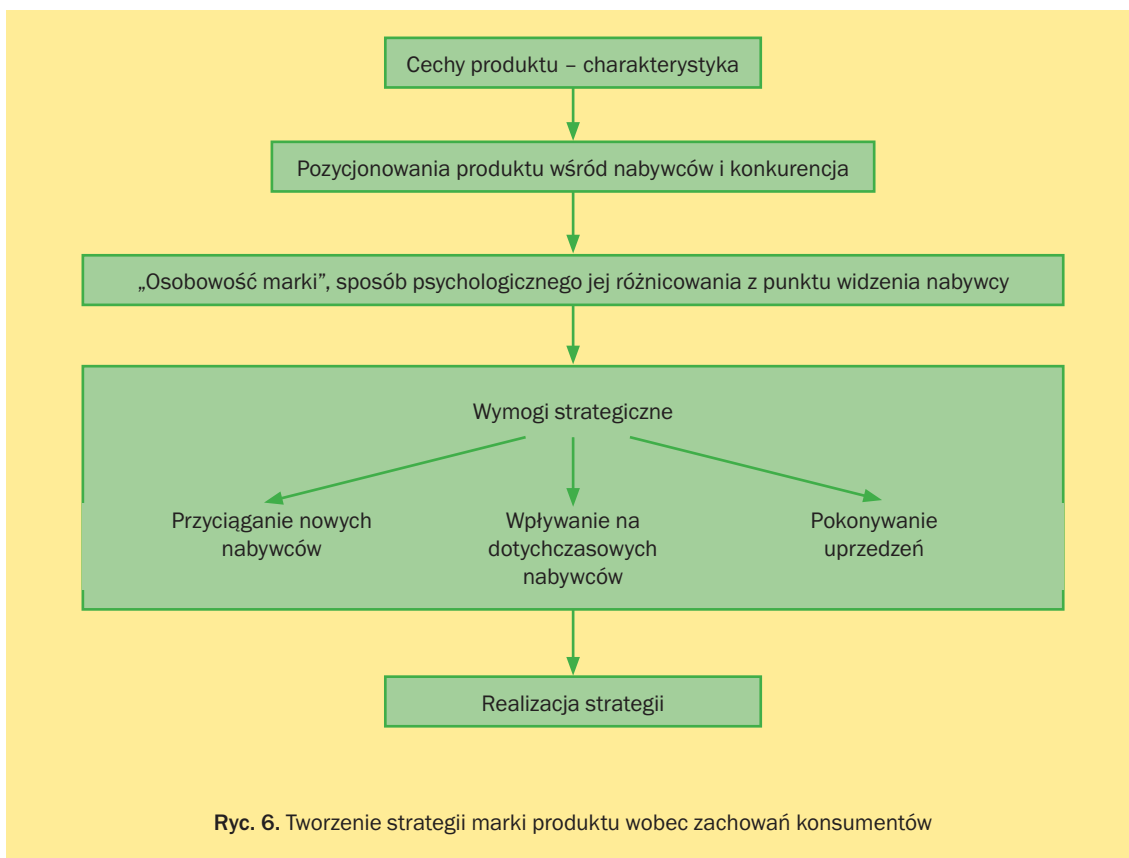 Cechy produktu – charakterystyka
Pozycjonowania produktu wśród nabywców i konkurencja
„Osobowość marki”, sposób psychologicznego jej różnicowania z punktu widzenia nabywcy
Wymogi strategiczne
Przyciąganie nowych
nabywców
Wpływanie na
dotychczasowych
nabywców
Pokonywanie
uprzedzeń
Realizacja strategii
Ryc. 6. Tworzenie strategii marki produktu wobec zachowań konsumentów